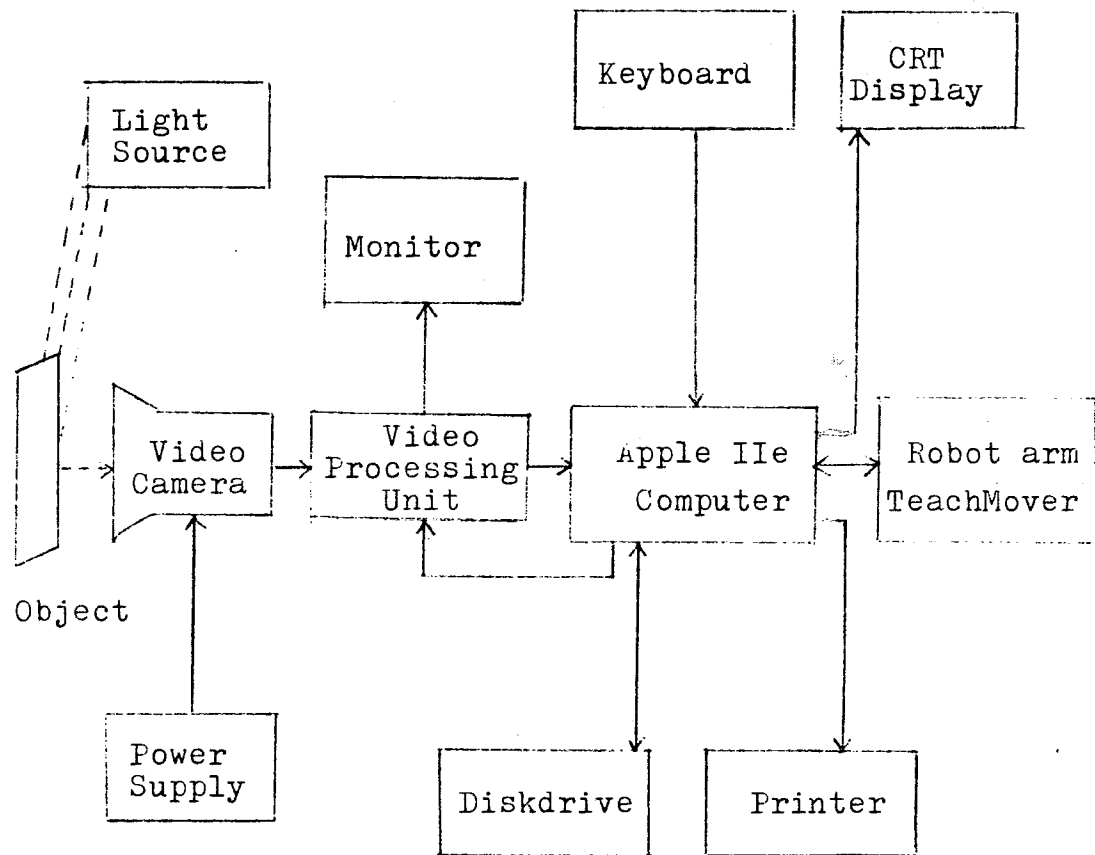 Keyboard
CRT
Display
Light
Source
Monitor
Video
Camera
Video
Processing
Unit
Apple IIe
Computer
Robot arm
TeachMover
Object
Power
Supply
Diskdrive
Printer